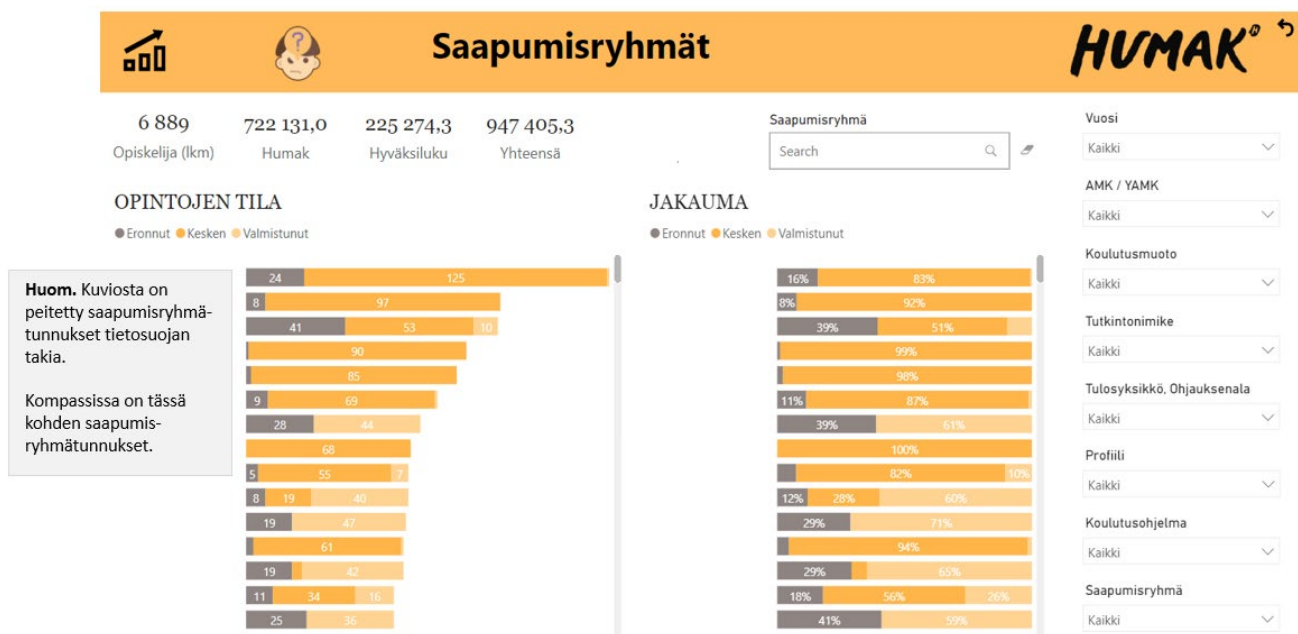 Saapumisryhmät
HUMAK
6 889
Opiskelija (lkm)
722 131,0
Humak
225 274,3
Hyväksiluku
947 405,3
Yhteensä
Saapumisryhmä
Search
OPINTOJEN TILA
Eronnut Kesken Valmistunut
24 125
8 97
41 53 10
90
85
9 69
28 44
68
5 55 7
8 19 40
19 47
61
19 42
11 34 16
25 36
JAKAUMA
Eronnut Kesken Valmistunut
16% 83%
8% 92%
39% 51%
99%
98%
11% 87%
39% 61%
100%
82% 10%
12% 28% 60%
29% 71%
94%
29% 65%
18% 56% 26%
41% 59%
Huom. Kuviosta on
peitetty saapumisryhmä-
tunnukset tietosuojan
takia.
Kompassissa on tässä
kohden saapumis-
ryhmätunnukset.
Vuosi
Kaikki
AMK / YAMK
Kaikki
Koulutusmuoto
Kaikki
Tutkintonimike
Kaikki
Tulosyksikkö, Ohjauksenala
Kaikki
Profiili
Kaikki
Koulutusohjelma
Kaikki
Saapumisryhmä
Kaikki